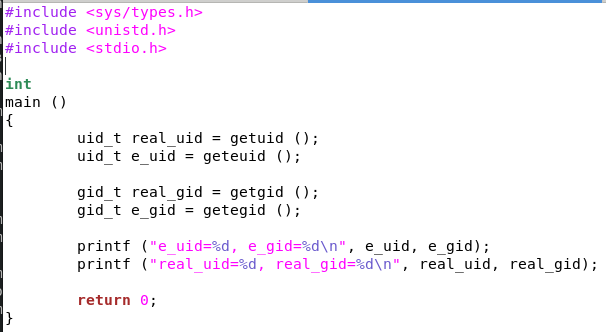 #include <sys/types.h>
#include <unistd.h>
#include <stdio.h>
int
main ()
{
uid_t real_uid = getuid ();
uid_t e_uid = geteuid ();
gid_t real_gid = getgid ();
gid_t e_gid = getegid ();
printf ("e_uid=%d, e_gid=%d\n", e_uid, e_gid);
printf ("real_uid=%d, real_gid=%d\n", real_uid, real_gid);
return 0;
}